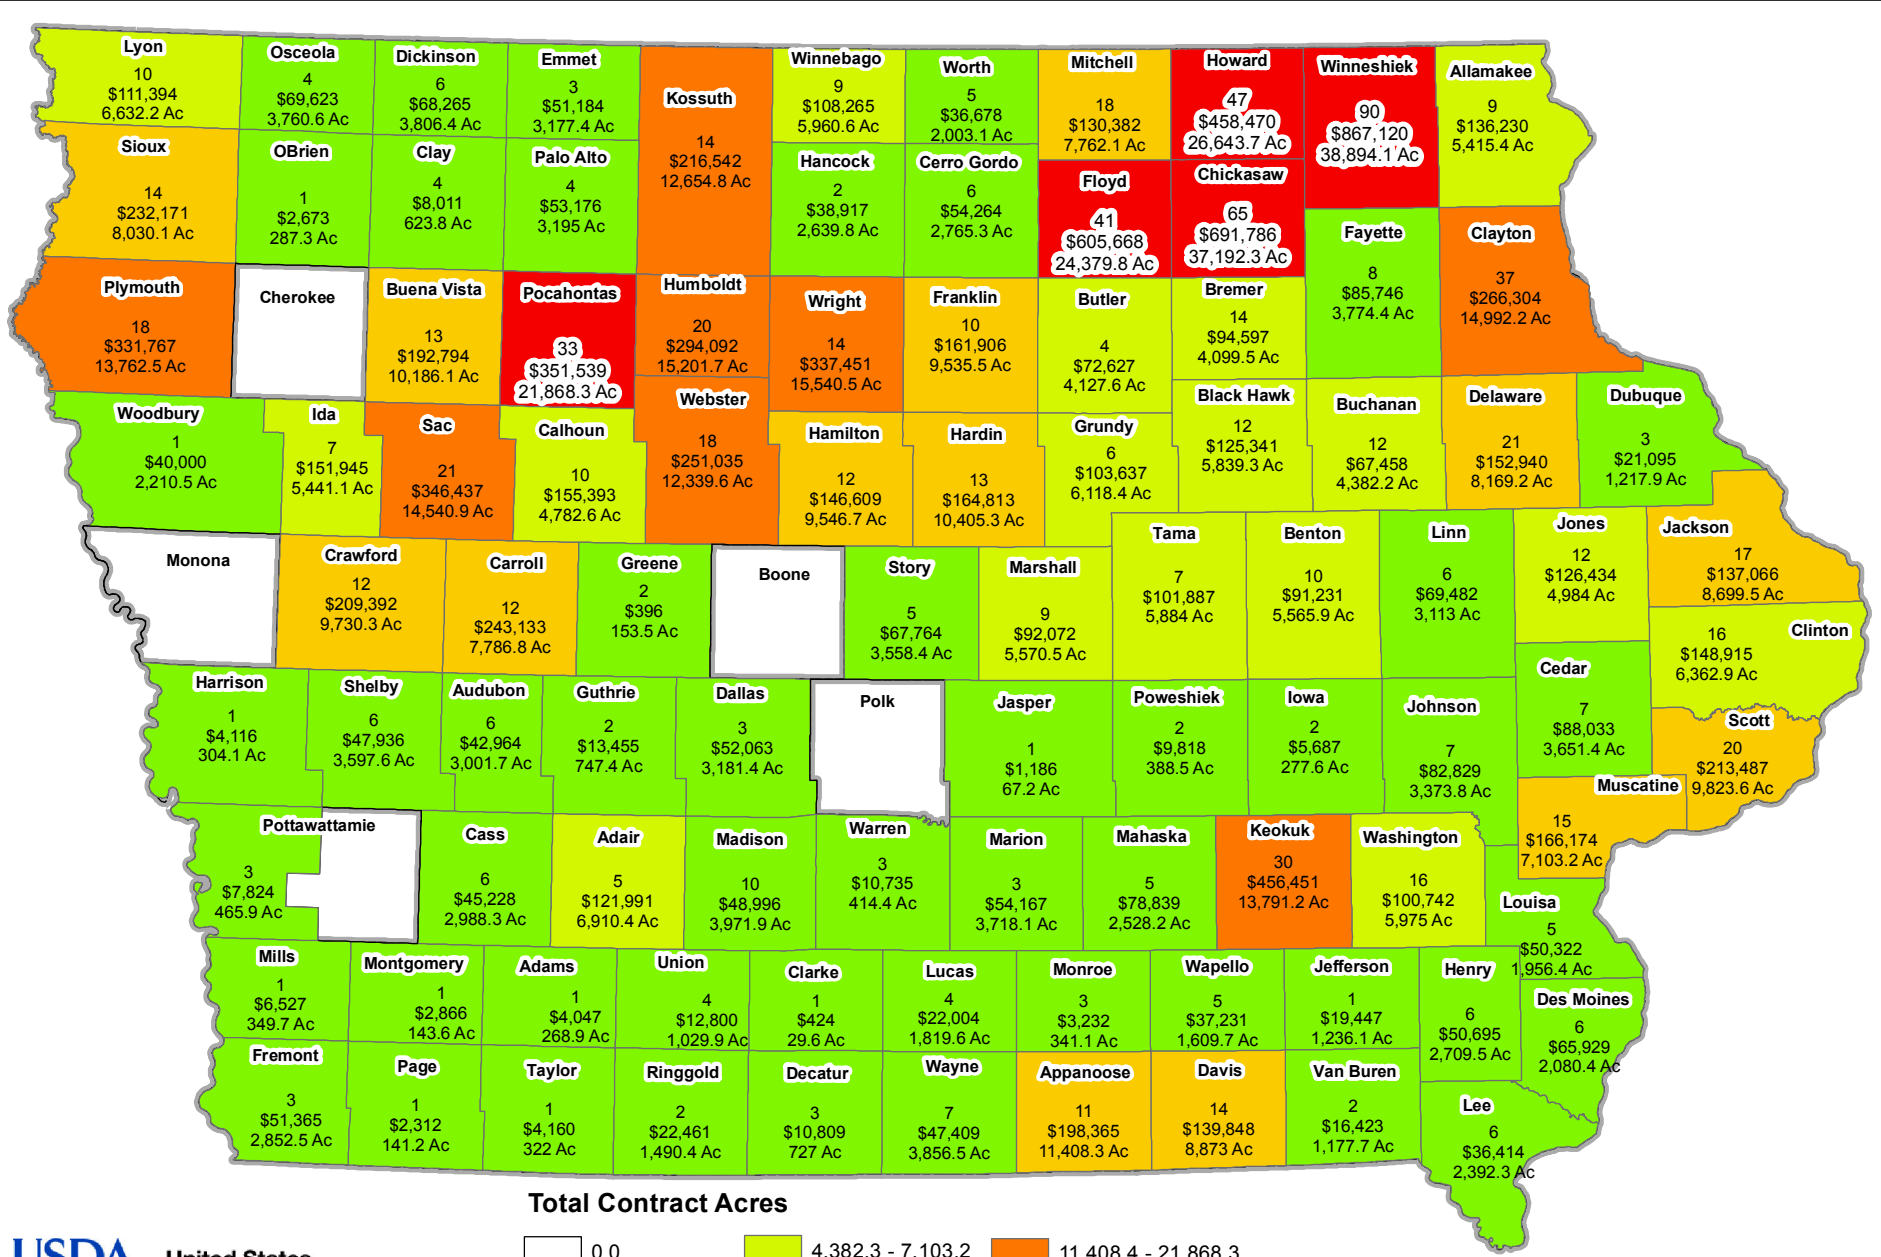 Lyon
10
$111,394
6,632.2 Ac
Osceola
4
$69,623
3,760.6 Ac
Dickinson
6
$68,265
3,806.4 Ac
Emmet
3
$51,184
3,177.4 Ac
Kossuth
14
$216,542
12,654.8 Ac
Winnebago
9
$108,265
5,960.6 Ac
Worth
5
$36,678
2,003.1 Ac
Mitchell
18
$130,382
7,762.1 Ac
Howard
47
$458,470
26,643.7 Ac
Winneshiek
90
$867,120
38,894.1 Ac
Allamakee
9
$136,230
5,415.4 Ac
Sioux
14
$232,171
8,030.1 Ac
OBrien
1
$2,673
287.3 Ac
Clay
4
$8,011
623.8 Ac
Palo Alto
4
$53,176
3,195 Ac
Hancock
2
$38,917
2,639.8 Ac
Cerro Gordo
6
$54,264
2,765.3 Ac
Floyd
41
$605,668
24,379.8 Ac
Chickasaw
65
$691,786
37,192.3 Ac
Fayette
8
$85,746
3,774.4 Ac
Clayton
37
$266,304
14,992.2 Ac
Plymouth
18
$331,767
13,762.5 Ac
Cherokee
Buena Vista
13
$192,794
10,186.1 Ac
Pocahontas
33
$351,539
21,868.3 Ac
Humboldt
20
$294,092
15,201.7 Ac
Wright
14
$337,451
15,540.5 Ac
Franklin
10
$161,906
9,535.5 Ac
Butler
4
$72,627
4,127.6 Ac
Bremer
14
$94,597
4,099.5 Ac
Woodbury
1
$40,000
2,210.5 Ac
Ida
7
$151,945
5,441.1 Ac
Sac
21
$346,437
14,540.9 Ac
Calhoun
10
$155,393
4,782.6 Ac
Webster
18
$251,035
12,339.6 Ac
Hamilton
12
$146,609
9,546.7 Ac
Hardin
13
$164,813
10,405.3 Ac
Grundy
6
$103,637
6,118.4 Ac
Black Hawk
12
$125,341
5,839.3 Ac
Buchanan
12
$67,458
4,382.2 Ac
Delaware
21
$152,940
8,169.2 Ac
Dubuque
3
$21,095
1,217.9 Ac
Monona
Crawford
12
$209,392
9,730.3 Ac
Carroll
12
$243,133
7,786.8 Ac
Greene
2
$396
153.5 Ac
Boone
Story
5
$67,764
3,558.4 Ac
Marshall
9
$92,072
5,570.5 Ac
Tama
7
$101,887
5,884 Ac
Benton
10
$91,231
5,565.9 Ac
Linn
6
$69,482
3,113 Ac
Jones
12
$126,434
4,984 Ac
Jackson
17
$137,066
8,699.5 Ac
Clinton
16
$148,915
6,362.9 Ac
Harrison
1
$4,116
304.1 Ac
Shelby
6
$47,936
3,597.6 Ac
Audubon
6
$42,964
3,001.7 Ac
Guthrie
2
$13,455
747.4 Ac
Dallas
3
$52,063
3,181.4 Ac
Polk
Jasper
1
$1,186
67.2 Ac
Poweshiek
2
$9,818
388.5 Ac
Iowa
2
$5,687
277.6 Ac
Johnson
7
$82,829
3,373.8 Ac
Cedar
7
$88,033
3,651.4 Ac
Scott
20
$213,487
9,823.6 Ac
Muscatine
15
$166,174
7,103.2 Ac
Pottawattamie
3
$7,824
465.9 Ac
Cass
6
$45,228
2,988.3 Ac
Adair
5
$121,991
6,910.4 Ac
Madison
10
$48,996
3,971.9 Ac
Warren
3
$10,735
414.4 Ac
Marion
3
$54,167
3,718.1 Ac
Mahaska
5
$78,839
2,528.2 Ac
Keokuk
30
$456,451
13,791.2 Ac
Washington
16
$100,742
5,975 Ac
Louisa
5
$50,322
1,956.4 Ac
Mills
1
$6,527
349.7 Ac
Montgomery
1
$2,866
143.6 Ac
Adams
1
$4,047
268.9 Ac
Union
4
$12,800
1,029.9 Ac
Clarke
1
$424
29.6 Ac
Lucas
4
$22,004
1,819.6 Ac
Monroe
3
$3,232
341.1 Ac
Wapello
5
$37,231
1,609.7 Ac
Jefferson
1
$19,447
1,236.1 Ac
Henry
6
$50,695
2,709.5 Ac
Des Moines
6
$65,929
2,080.4 Ac
Fremont
3
$51,365
2,852.5 Ac
Page
1
$2,312
141.2 Ac
Taylor
1
$4,160
322 Ac
Ringgold
2
$22,461
1,490.4 Ac
Decatur
3
$10,809
727 Ac
Wayne
7
$47,409
3,856.5 Ac
Appanoose
11
$198,365
11,408.3 Ac
Davis
14
$139,848
8,873 Ac
Van Buren
2
$16,423
1,177.7 Ac
Lee
6
$36,414
2,392.3 Ac
Total Contract Acres
0.0
4,382.3 - 7,103.2
11,408.4 - 21,868.3
USDA
United States